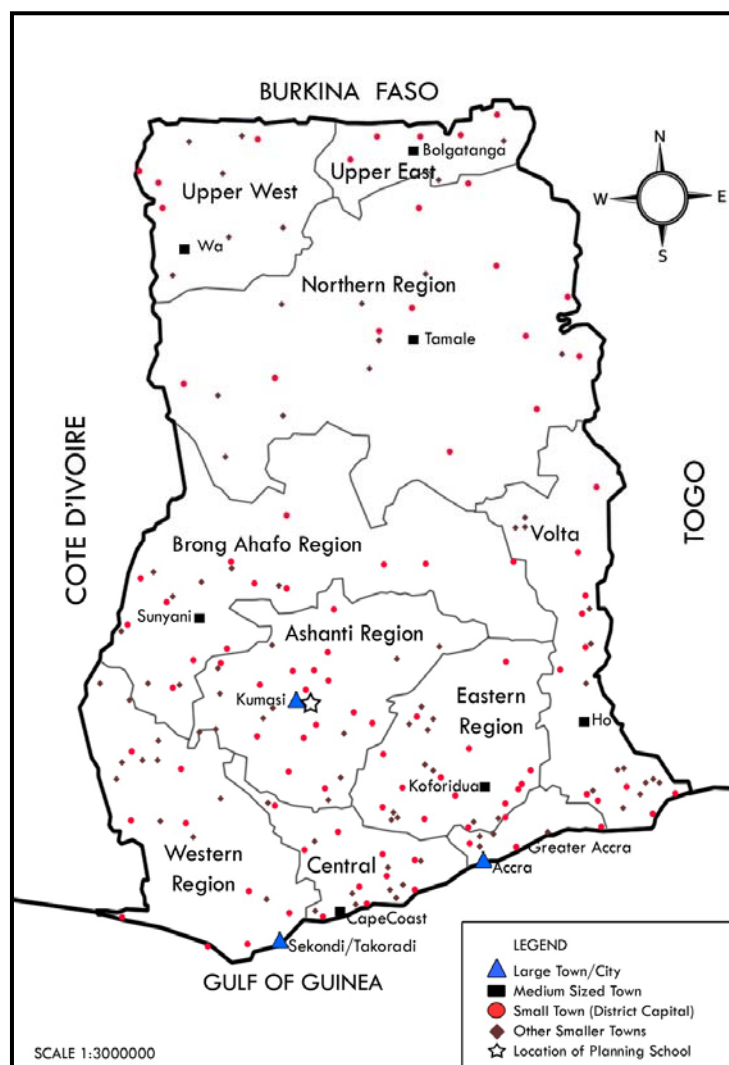 BURKINA FASO
N
W
E
S
Bolgatanga
Upper East
Upper West
Wa
Northern Region
Tamale
COTE D'IVOIRE
TOGO
Volta
Brong Ahafo Region
Sunyani
Ashanti Region
Kumasi
Eastern
Region
Ho
Koforidua
Western
Region
Central
Greater Accra
Accra
CapeCoast
Sekondi/Takoradi
GULF OF GUINEA
LEGEND
Large Town/City
Medium Sized Town
Small Town (District Capital)
Other Smaller Towns
Location of Planning School
SCALE 1:3000000